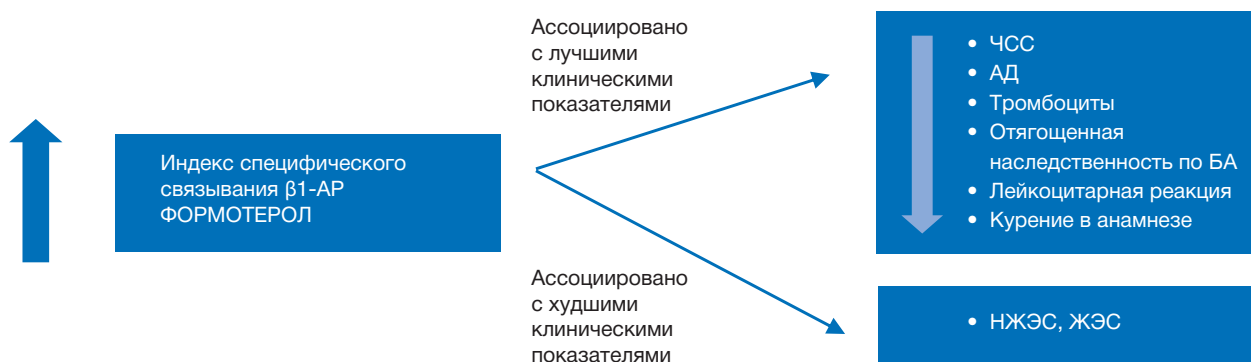 Ассоциировано
с лучшими
клиническими
показателями
Индекс специфического
связывания β1-АР
ФОРМОТЕРОЛ
• ЧСС
• АД
• Тромбоциты
• Отягощенная
наследственность по БА
• Лейкоцитарная реакция
• Курение в анамнезе
Ассоциировано
с худшими
клиническими
показателями
• НЖЭС, ЖЭС